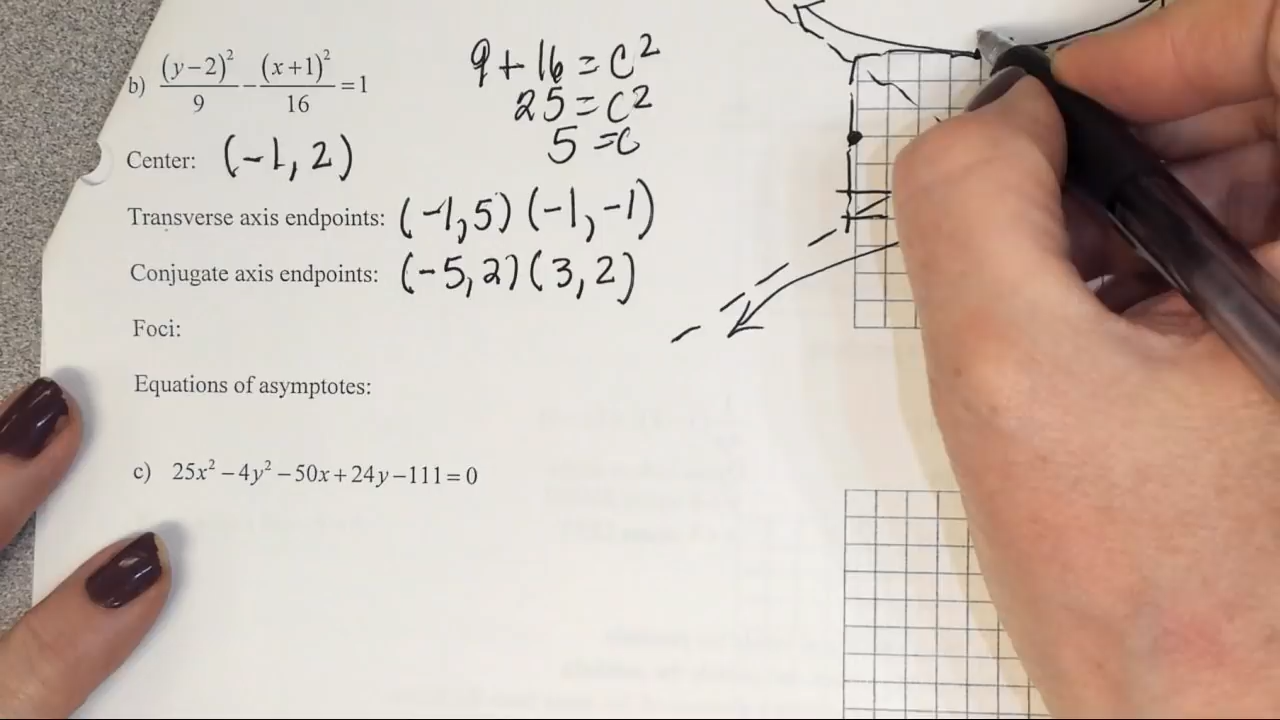 b) (y−2)²/9 − (x+1)²/16 = 1
9+16=c²
25=c²
5=c
Center: (-1, 2)
Transverse axis endpoints: (-1,5) (-1,-1)
Conjugate axis endpoints: (-5,2) (3,2)
Foci:
Equations of asymptotes:
c) 25x² − 4y² − 50x + 24y − 111 = 0